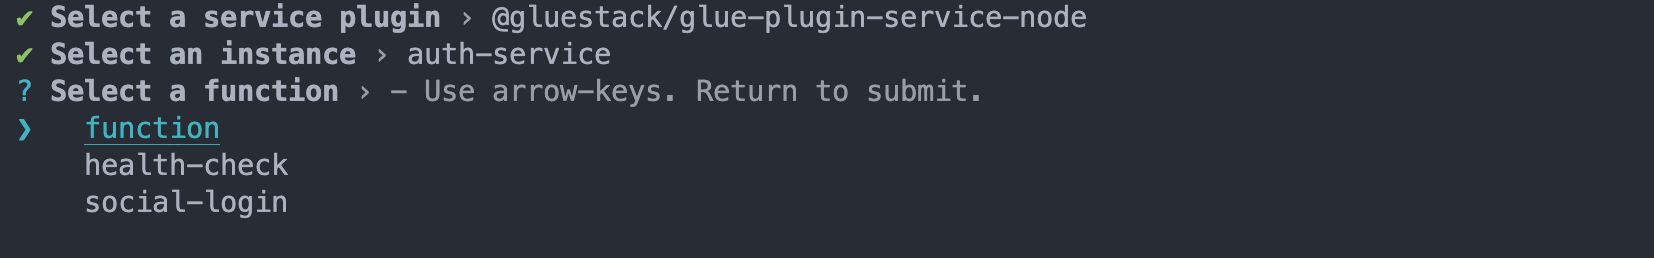 ✔ Select a service plugin › @gluestack/glue-plugin-service-node
✔ Select an instance › auth-service
? Select a function › - Use arrow-keys. Return to submit.
❯ function
health-check
social-login